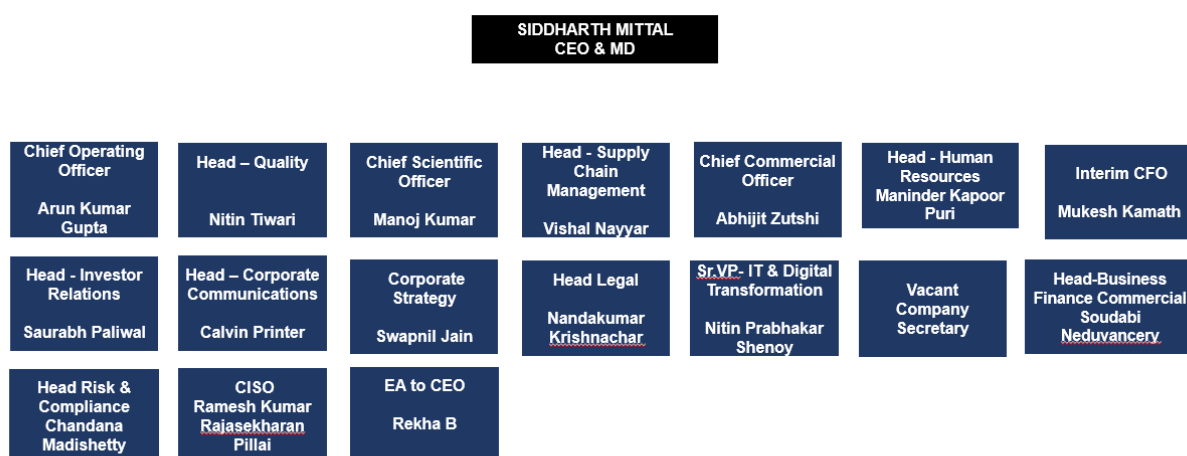 SIDDHARTH MITTAL
CEO & MD
Chief Operating
Officer
Arun Kumar
Gupta
Head – Quality
Nitin Tiwari
Chief Scientific
Officer
Manoj Kumar
Head - Supply
Chain
Management
Vishal Nayyar
Chief Commercial
Officer
Abhijit Zutshi
Head - Human
Resources
Maninder Kapoor
Puri
Interim CFO
Mukesh Kamath
Head - Investor
Relations
Saurabh Paliwal
Head – Corporate
Communications
Calvin Printer
Corporate
Strategy
Swapnil Jain
Head Legal
Nandakumar
Krishnachar
Sr.VP- IT & Digital
Transformation
Nitin Prabhakar
Shenoy
Vacant
Company
Secretary
Head-Business
Finance Commercial
Soudabi
Neduvancery
Head Risk &
Compliance
Chandana
Madishetty
CISO
Ramesh Kumar
Rajasekharan
Pillai
EA to CEO
Rekha B